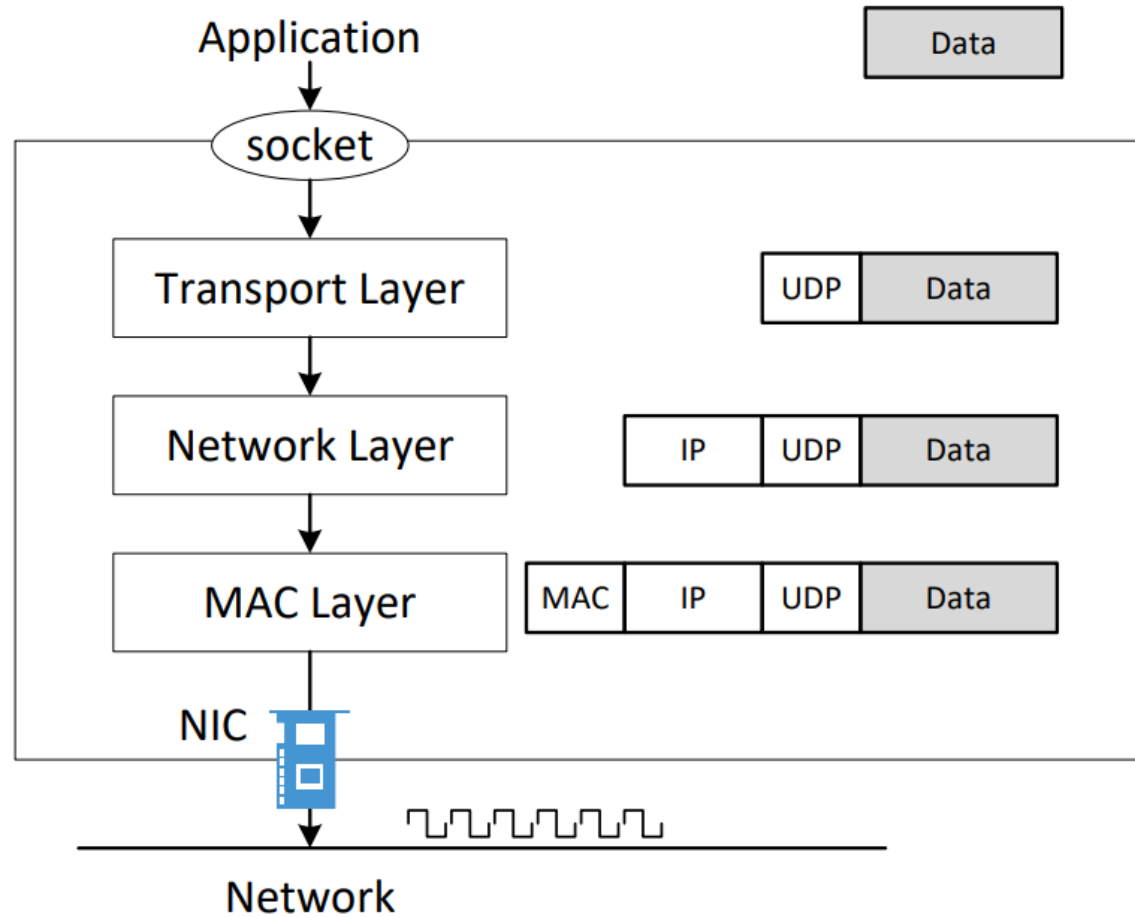 Application
Data
socket
Transport Layer
UDP Data
Network Layer
IP UDP Data
MAC Layer
MAC IP UDP Data
NIC
Network